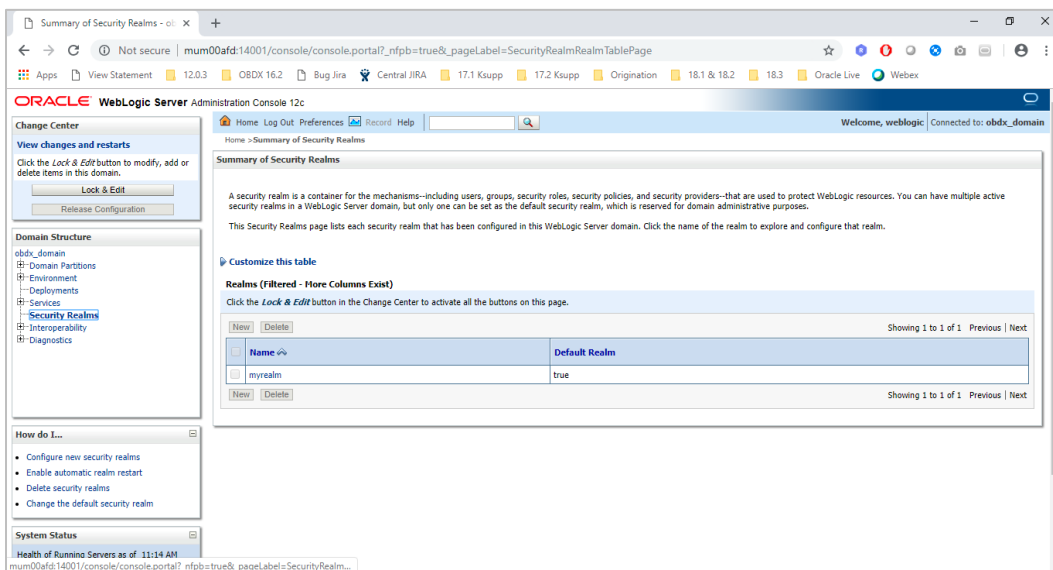 Summary of Security Realms - ob
Not secure | mum00afd:14001/console/console.portal?_nfpb=true&_pageLabel=SecurityRealmRealmTablePage
Apps View Statement 12.0.3 OBDX 16.2 Bug Jira Central JIRA 17.1 Ksupp 17.2 Ksupp Origination 18.1 & 18.2 18.3 Oracle Live Webex
ORACLE WebLogic Server Administration Console 12c
Change Center
View changes and restarts
Click the Lock & Edit button to modify, add or
delete items in this domain.
Lock & Edit
Release Configuration
Domain Structure
obdx_domain
Domain Partitions
Environment
Deployments
Services
Security Realms
Interoperability
Diagnostics
How do I...
Configure new security realms
Enable automatic realm restart
Delete security realms
Change the default security realm
System Status
Health of Running Servers as of 11:14 AM
Home Log Out Preferences Record Help
Welcome, weblogic Connected to: obdx_domain
Home >Summary of Security Realms
Summary of Security Realms
A security realm is a container for the mechanisms--including users, groups, security roles, security policies, and security providers--that are used to protect WebLogic resources. You can have multiple active
security realms in a WebLogic Server domain, but only one can be set as the default security realm, which is reserved for domain administrative purposes.
This Security Realms page lists each security realm that has been configured in this WebLogic Server domain. Click the name of the realm to explore and configure that realm.
Customize this table
Realms (Filtered - More Columns Exist)
Click the Lock & Edit button in the Change Center to activate all the buttons on this page.
New Delete Showing 1 to 1 of 1 Previous | Next
Name Default Realm
myrealm true
New Delete Showing 1 to 1 of 1 Previous | Next
mum00afd:14001/console/console.portal?_nfpb=true&_pageLabel=SecurityRealm...